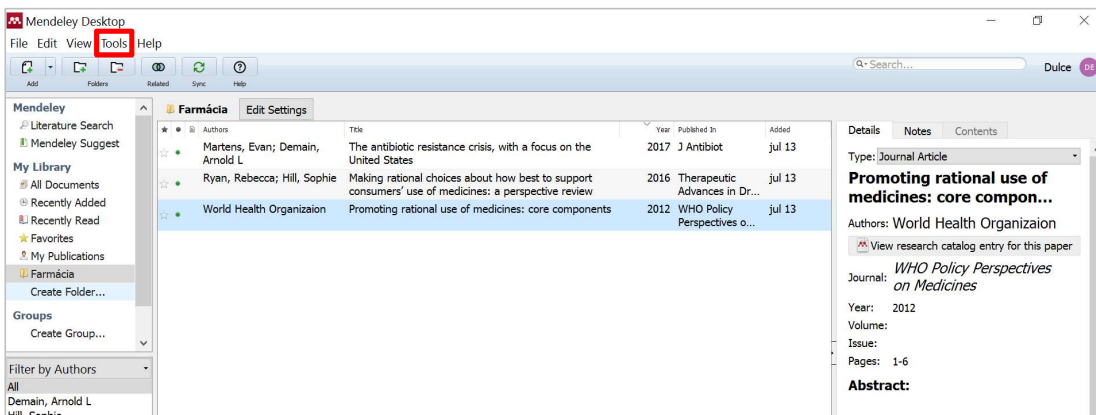 Mendeley Desktop
File Edit View Tools Help
Add Folders Related Sync Help
Search... Dulce DE
Mendeley
Literature Search
Mendeley Suggest
My Library
All Documents
Recently Added
Recently Read
Favorites
My Publications
Farmácia
Create Folder...
Groups
Create Group...
Filter by Authors
All
Demain, Arnold L
Hill, Sophie
Farmácia Edit Settings
Authors Title Year Published In Added
Martens, Evan; Demain, The antibiotic resistance crisis, with a focus on the 2017 J Antibiot jul 13
Arnold L United States
Ryan, Rebecca; Hill, Sophie Making rational choices about how best to support 2016 Therapeutic jul 13
consumers' use of medicines: a perspective review Advances in Dr...
World Health Organizaion Promoting rational use of medicines: core components 2012 WHO Policy jul 13
Perspectives o...
Details Notes Contents
Type: Journal Article
Promoting rational use of
medicines: core compon...
Authors: World Health Organizaion
View research catalog entry for this paper
Journal: WHO Policy Perspectives
on Medicines
Year: 2012
Volume:
Issue:
Pages: 1-6
Abstract: